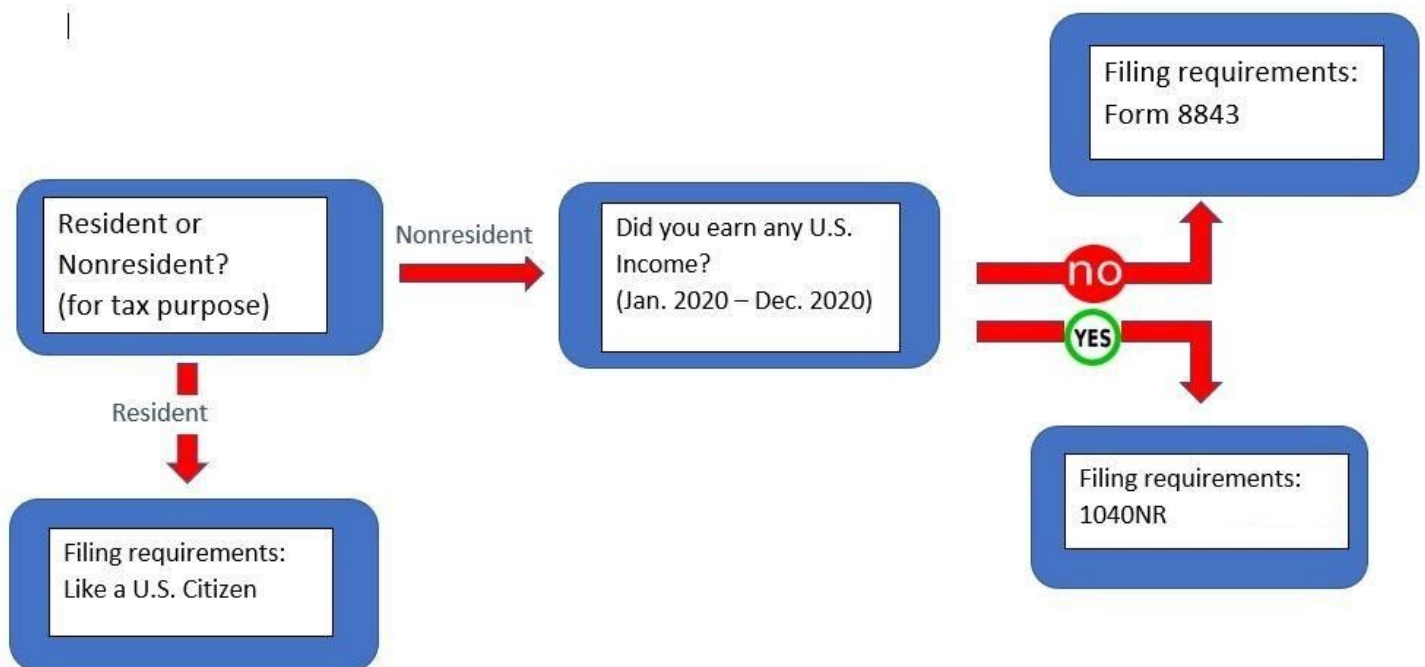 Filing requirements:
Form 8843
Resident or
Nonresident?
(for tax purpose)
Nonresident
Did you earn any U.S.
Income?
(Jan. 2020 – Dec. 2020)
no
YES
Resident
Filing requirements:
1040NR
Filing requirements:
Like a U.S. Citizen